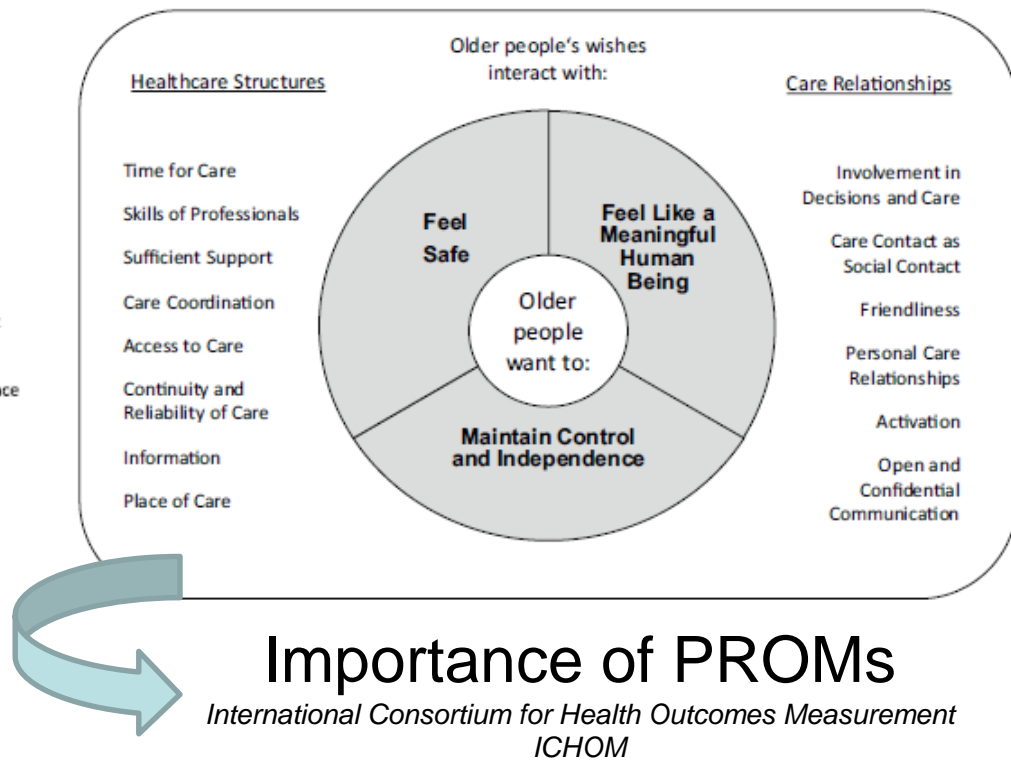 Older people's wishes
interact with:
Healthcare Structures
Care Relationships
Time for Care
Skills of Professionals
Sufficient Support
Care Coordination
Access to Care
Continuity and
Reliability of Care
Information
Place of Care
Feel
Safe
Feel Like a
Meaningful
Human
Being
Older
people
want to:
Maintain Control
and Independence
Involvement in
Decisions and Care
Care Contact as
Social Contact
Friendliness
Personal Care
Relationships
Activation
Open and
Confidential
Communication
Importance of PROMs
International Consortium for Health Outcomes Measurement
ICHOM